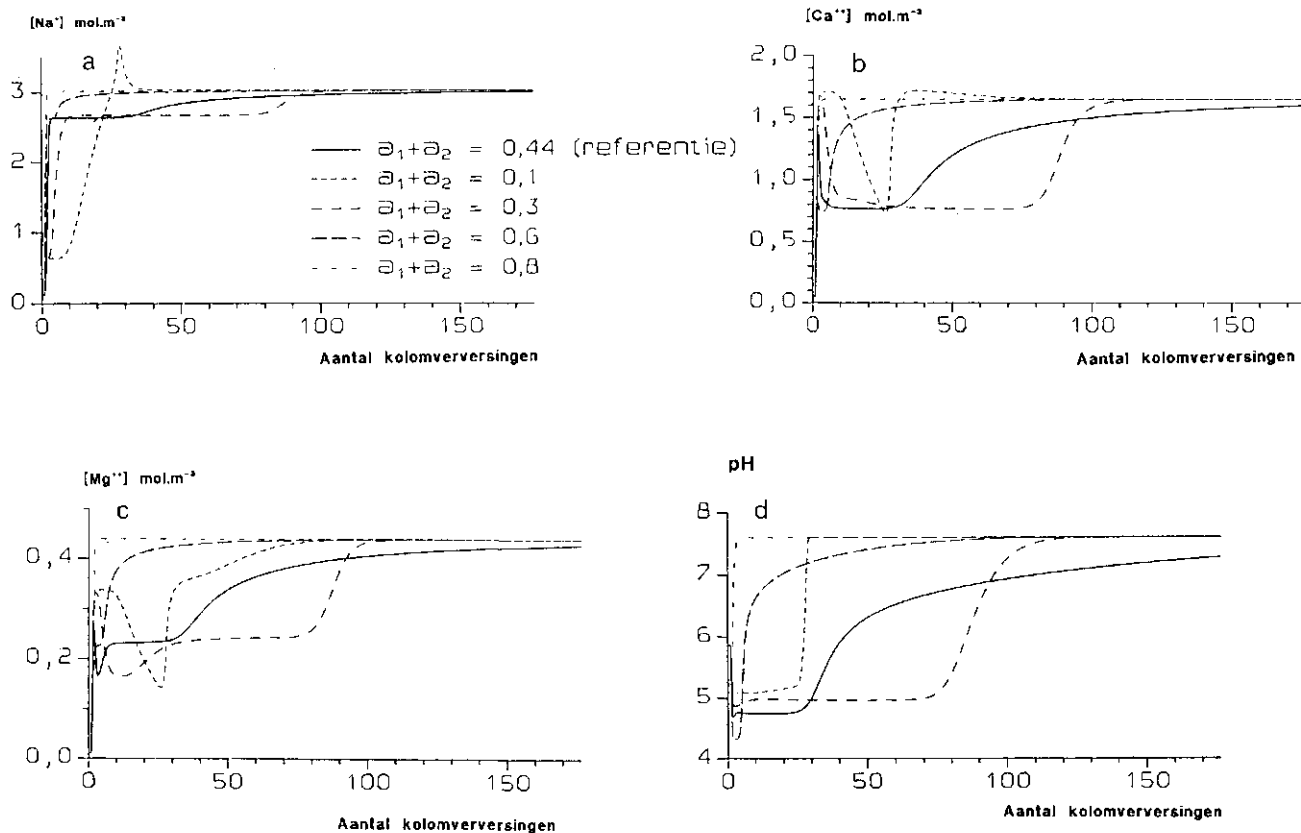 [Na⁺] mol.m⁻³
a
3
2
1
0
0 50 100 150
Aantal kolomverversingen
—— a₁+a₂ = 0,44 (referentie)
a₁+a₂ = 0,1
a₁+a₂ = 0,3
a₁+a₂ = 0,6
a₁+a₂ = 0,8
[Ca⁺⁺] mol.m⁻³
b
2,0
1,5
1,0
0,5
0,0
0 50 100 150
Aantal kolomverversingen
[Mg⁺⁺] mol.m⁻³
c
0,4
0,2
0,0
0 50 100 150
Aantal kolomverversingen
pH
d
8
7
6
5
4
0 50 100 150
Aantal kolomverversingen